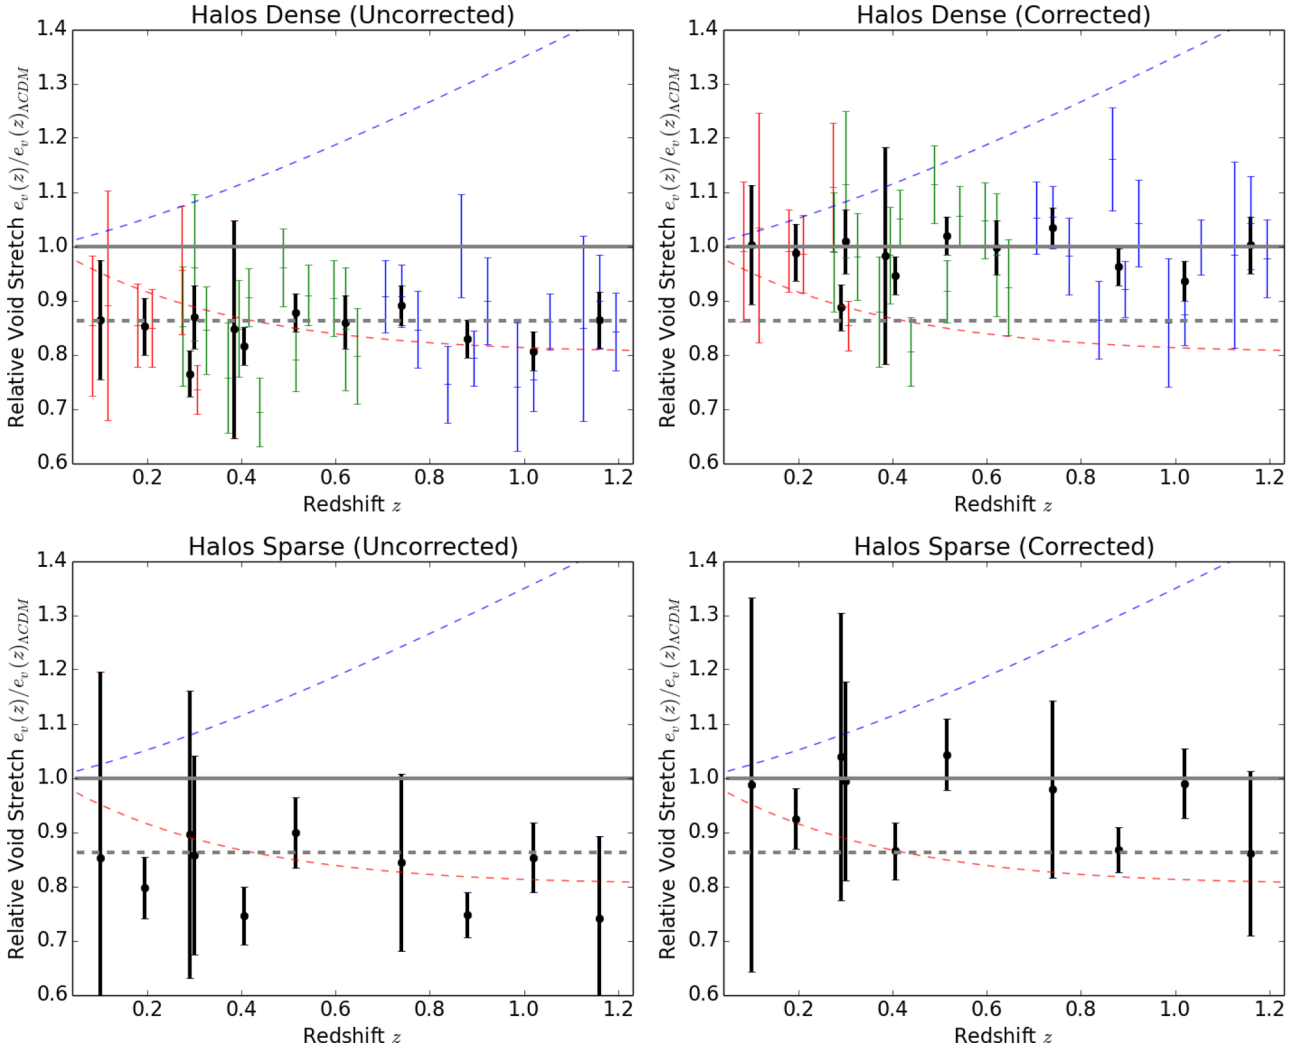 Halos Dense (Uncorrected)
Relative Void Stretch e_v(z)/e_v(z)_ΛCDM
1.4
1.3
1.2
1.1
1.0
0.9
0.8
0.7
0.6
0.2 0.4 0.6 0.8 1.0 1.2
Redshift z
Halos Dense (Corrected)
Relative Void Stretch e_v(z)/e_v(z)_ΛCDM
1.4
1.3
1.2
1.1
1.0
0.9
0.8
0.7
0.6
0.2 0.4 0.6 0.8 1.0 1.2
Redshift z
Halos Sparse (Uncorrected)
Relative Void Stretch e_v(z)/e_v(z)_ΛCDM
1.4
1.3
1.2
1.1
1.0
0.9
0.8
0.7
0.6
0.2 0.4 0.6 0.8 1.0 1.2
Redshift z
Halos Sparse (Corrected)
Relative Void Stretch e_v(z)/e_v(z)_ΛCDM
1.4
1.3
1.2
1.1
1.0
0.9
0.8
0.7
0.6
0.2 0.4 0.6 0.8 1.0 1.2
Redshift z